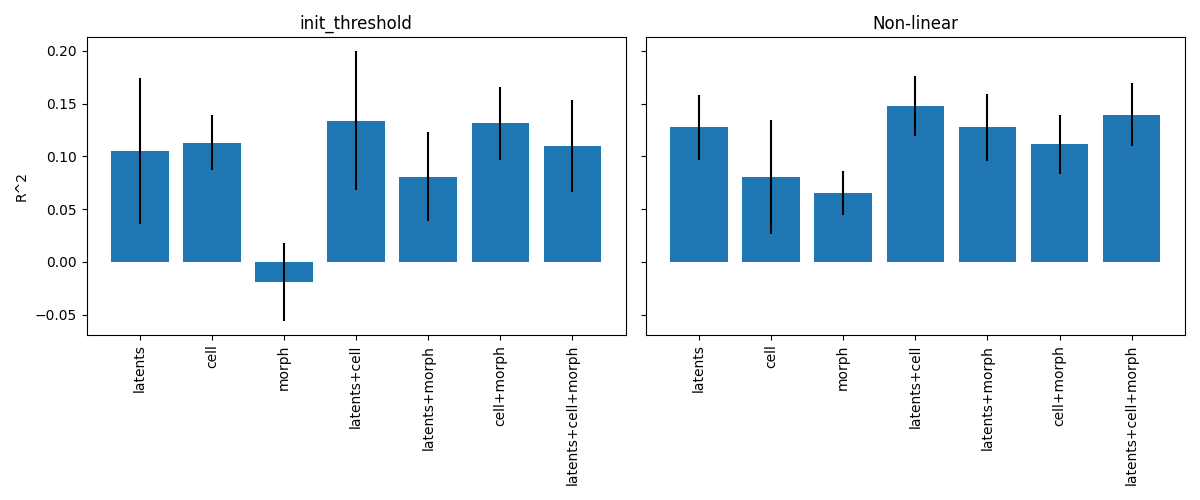 init_threshold
Non-linear
R^2
0.20
0.15
0.10
0.05
0.00
−0.05
latents
cell
morph
latents+cell
latents+morph
cell+morph
latents+cell+morph
latents
cell
morph
latents+cell
latents+morph
cell+morph
latents+cell+morph